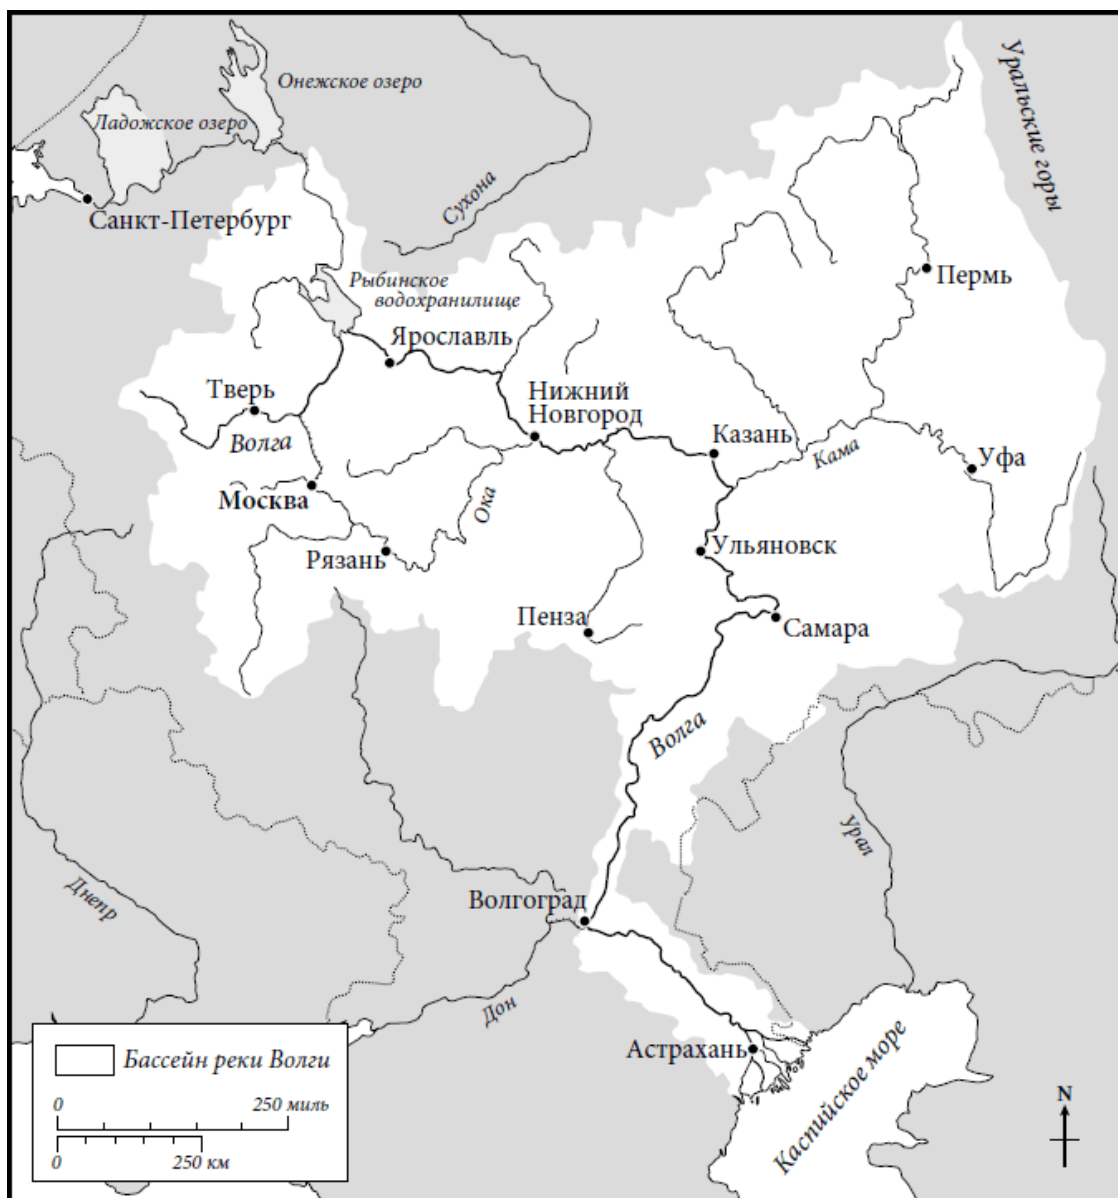 Онежское озеро
Ладожское озеро
Уральские горы
Санкт-Петербург
Сухона
Пермь
Рыбинское
водохранилище
Ярославль
Тверь
Нижний
Новгород
Волга
Казань
Кама
Уфа
Москва
Ока
Рязань
Ульяновск
Пенза
Самара
Волга
Урал
Днепр
Волгоград
Дон
Астрахань
Каспийское море
Бассейн реки Волги
0 250 миль
0 250 км
N